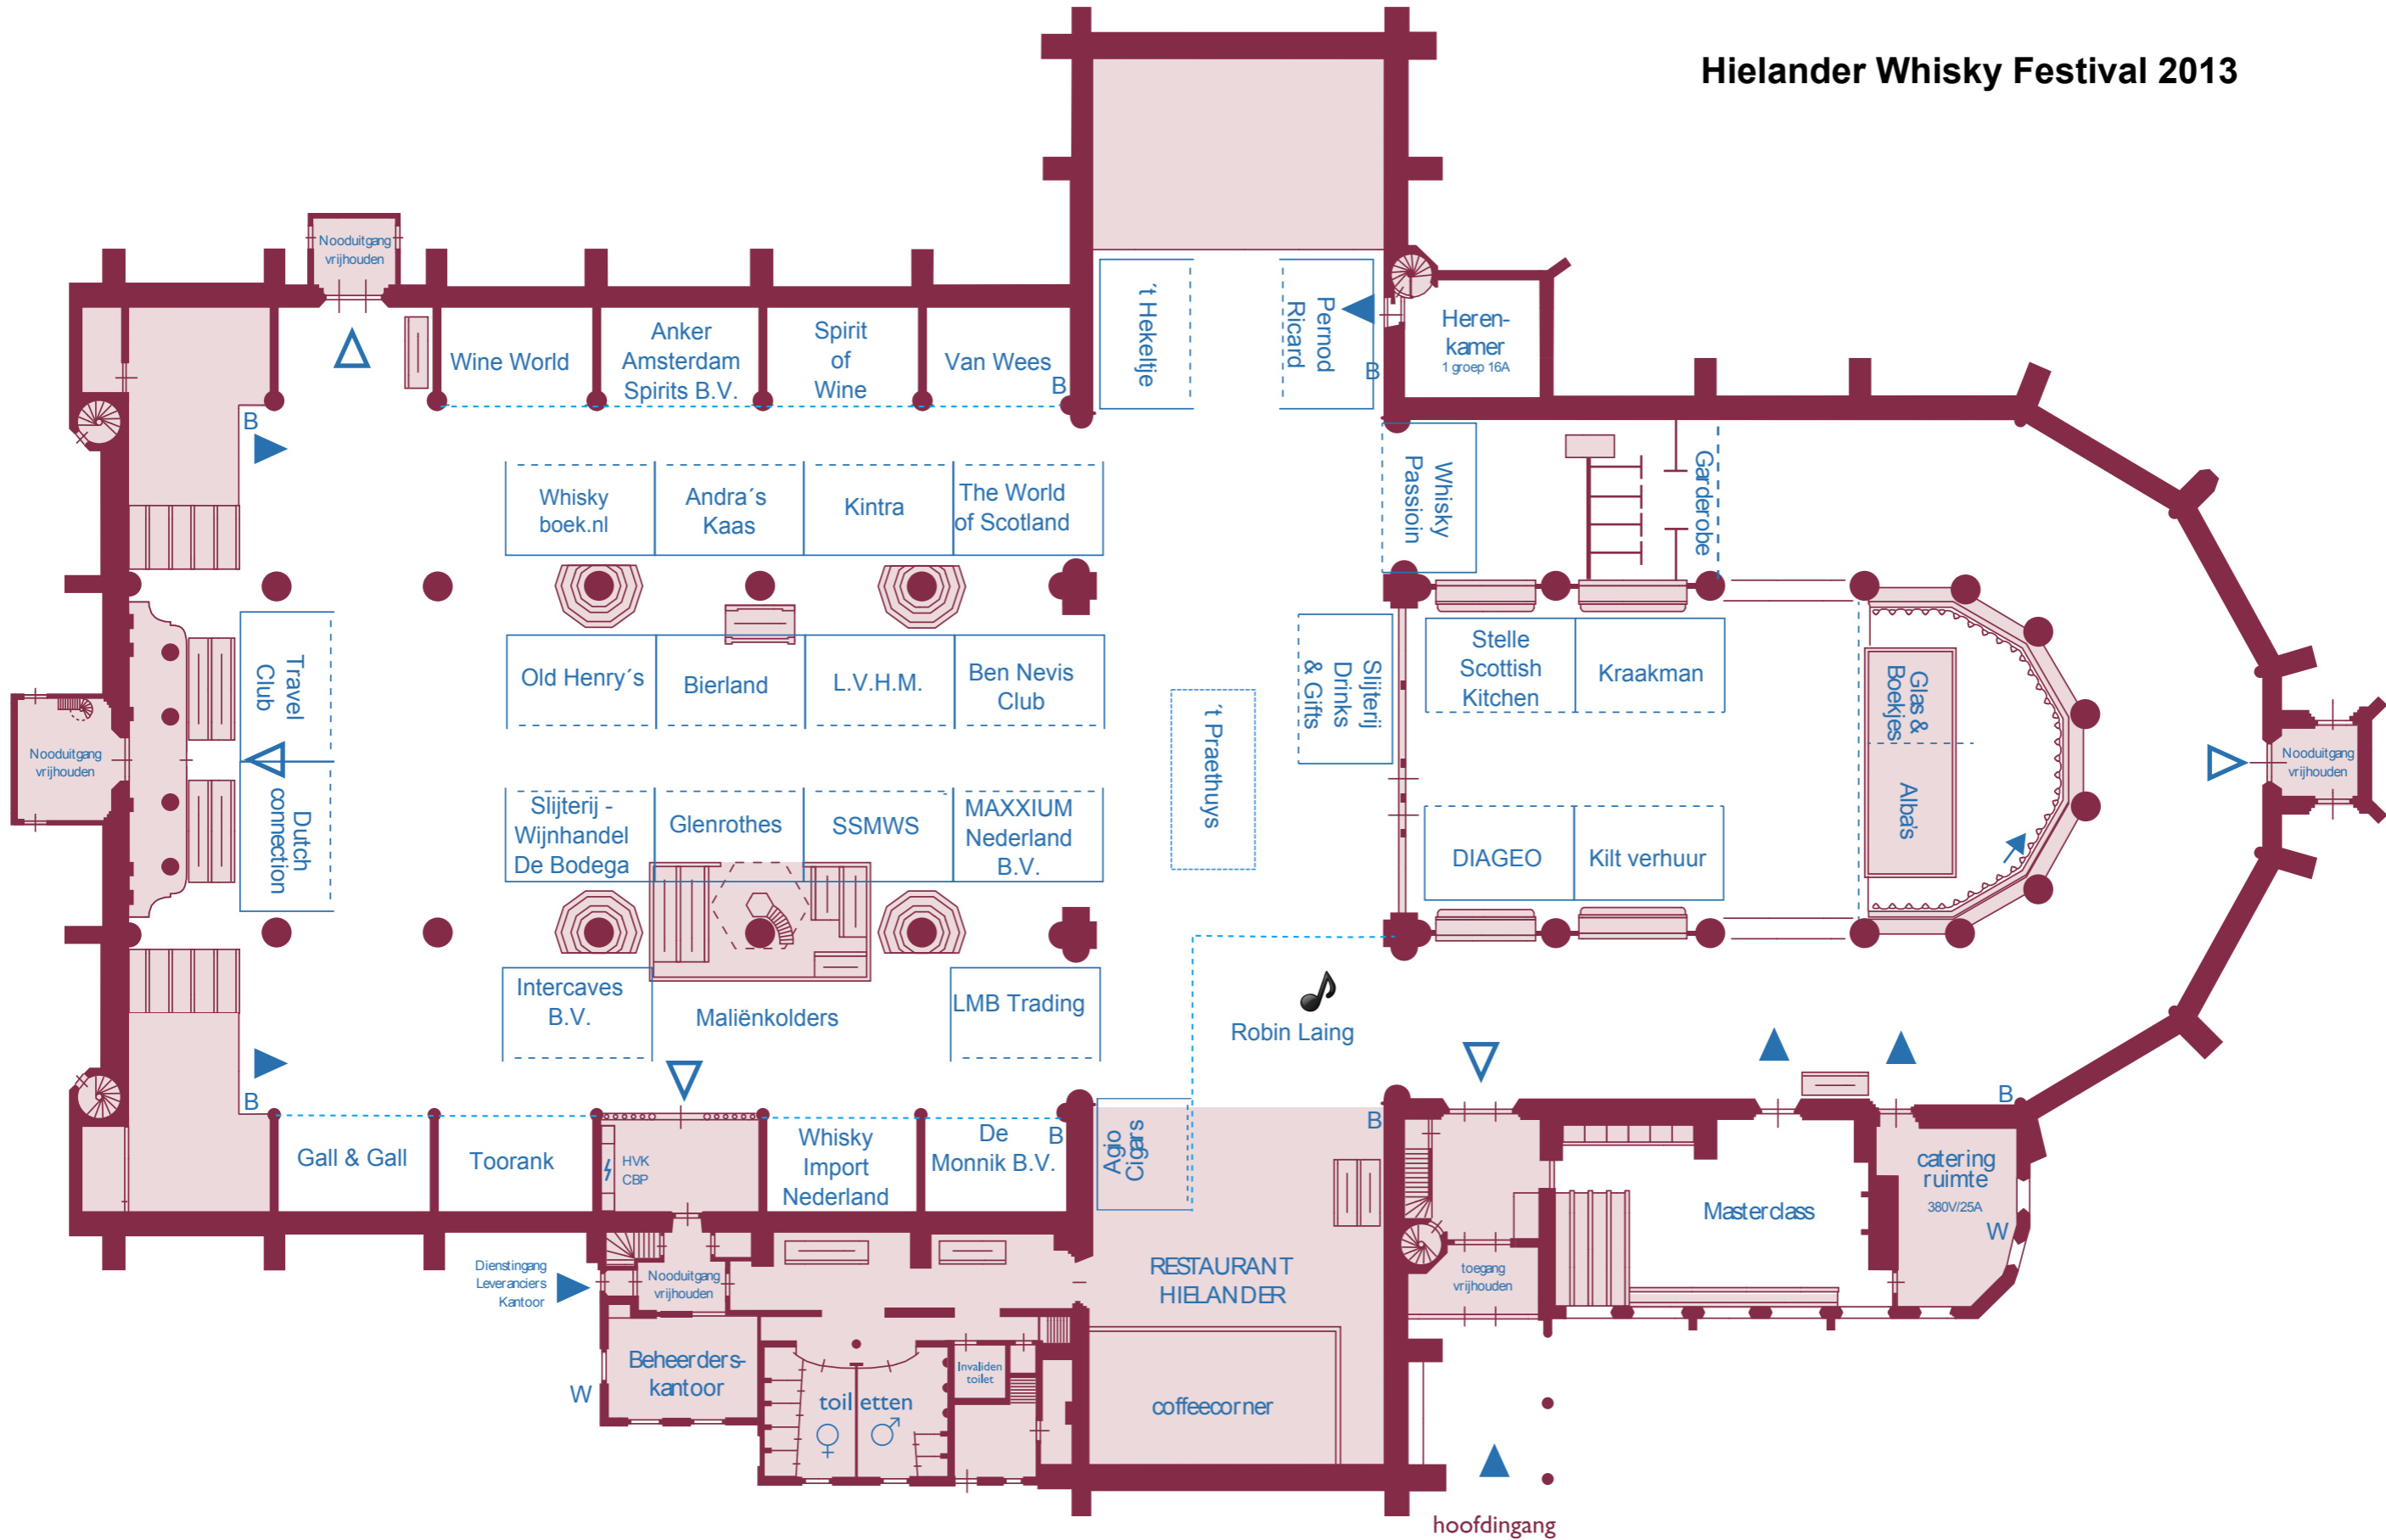 Hielander Whisky Festival 2013
Nooduitgang
vrijhouden
Wine World
Anker
Amsterdam
Spirits B.V.
Spirit
of
Wine
Van Wees
B
't Hekeltje
Pernod
Ricard
B
Heren-
kamer
1 groep 16A
B
Whisky
boek.nl
Andra´s
Kaas
Kintra
The World
of Scotland
Whisky
Passioin
Garderobe
Travel
Club
Old Henry´s
Bierland
L.V.H.M.
Ben Nevis
Club
't Praethuys
Slijterij
Drinks
& Gifts
Stelle
Scottish
Kitchen
Kraakman
Glas &
Boekjes
Alba's
Nooduitgang
vrijhouden
Nooduitgang
vrijhouden
Dutch
connection
Slijterij -
Wijnhandel
De Bodega
Glenrothes
SSMWS
MAXXIUM
Nederland
B.V.
DIAGEO
Kilt verhuur
Intercaves
B.V.
Maliënkolders
LMB Trading
Robin Laing
B
Gall & Gall
Toorank
HVK
CBP
Whisky
Import
Nederland
De
Monnik B.V.
B
Agio
Cigars
B
B
Masterclass
catering
ruimte
380V/25A
W
Dienstingang
Leveranciers
Kantoor
Nooduitgang
vrijhouden
RESTAURANT
HIELANDER
toegang
vrijhouden
Beheerders-
kantoor
W
toiletten
Invaliden
toilet
coffeecorner
hoofdingang